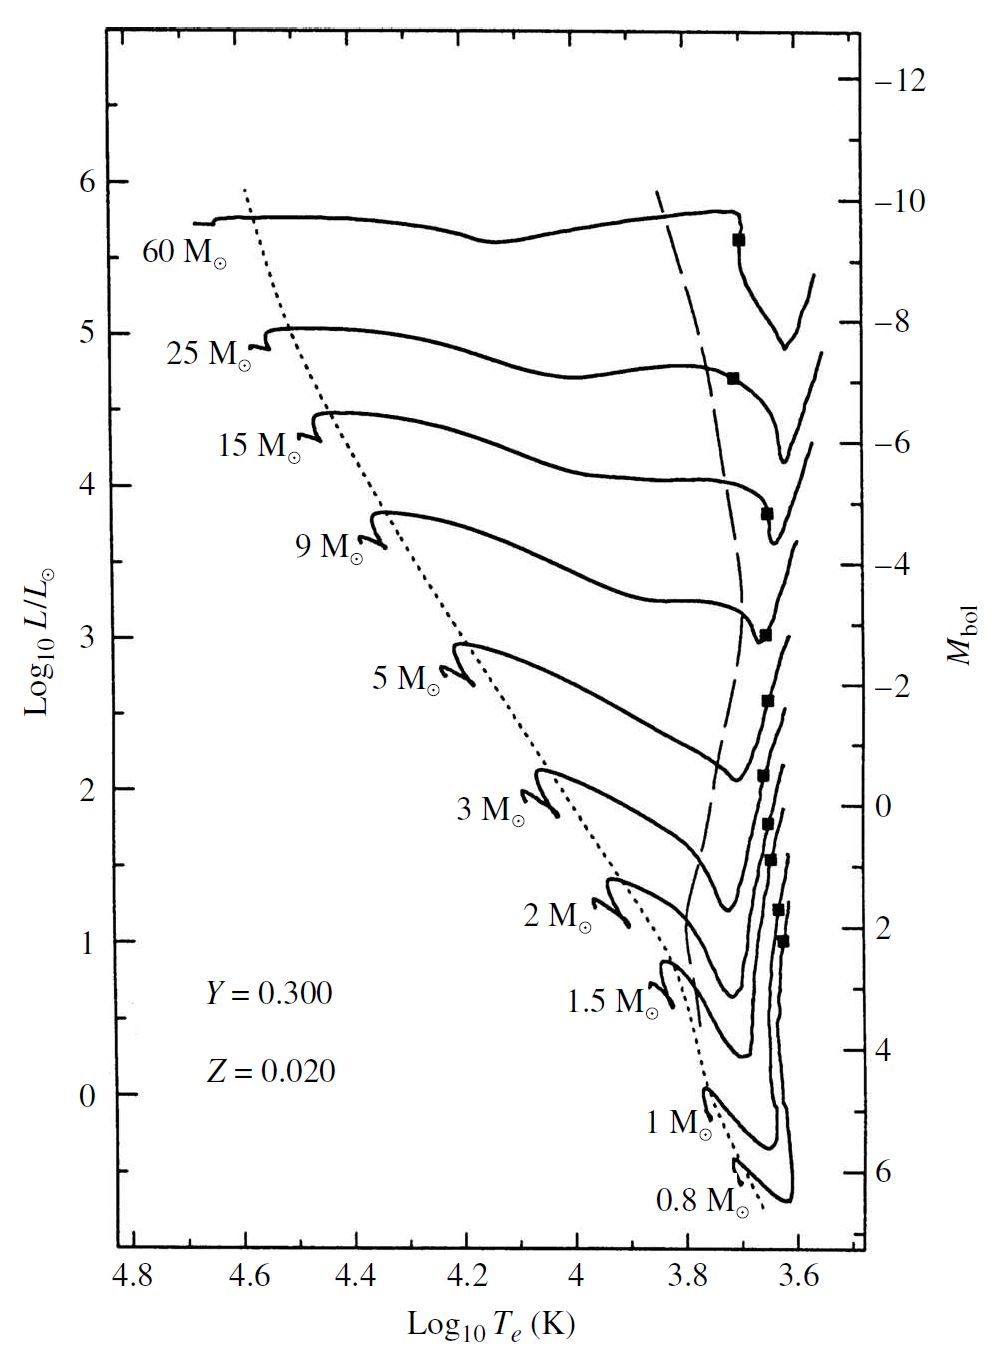 −12
6
−10
60 M⊙
5
−8
25 M⊙
15 M⊙
−6
4
9 M⊙
−4
Log10 L/L⊙
3
Mbol
5 M⊙
−2
2
3 M⊙
0
2 M⊙
2
1
Y = 0.300
1.5 M⊙
4
Z = 0.020
0
1 M⊙
6
0.8 M⊙
4.8 4.6 4.4 4.2 4 3.8 3.6
Log10 Te (K)